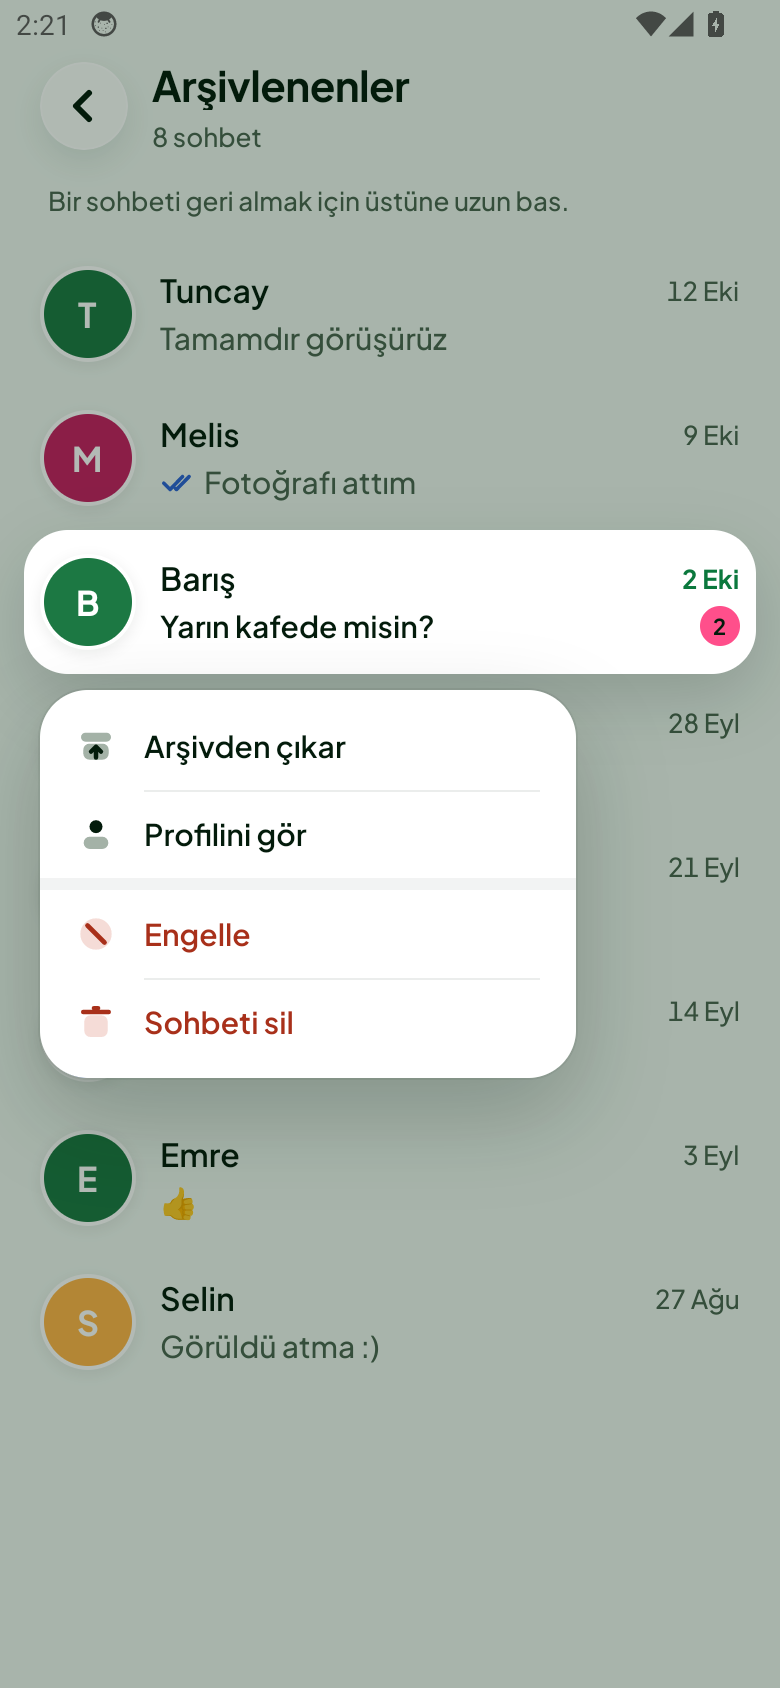 2:21
Arşivlenenler
8 sohbet
Bir sohbeti geri almak için üstüne uzun bas.
T
Tuncay
12 Eki
Tamamdır görüşürüz
M
Melis
9 Eki
Fotoğrafı attım
B
Barış
2 Eki
Yarın kafede misin?
2
28 Eyl
Arşivden çıkar
Profilini gör
21 Eyl
Engelle
14 Eyl
Sohbeti sil
E
Emre
3 Eyl
👍
S
Selin
27 Ağu
Görüldü atma :)